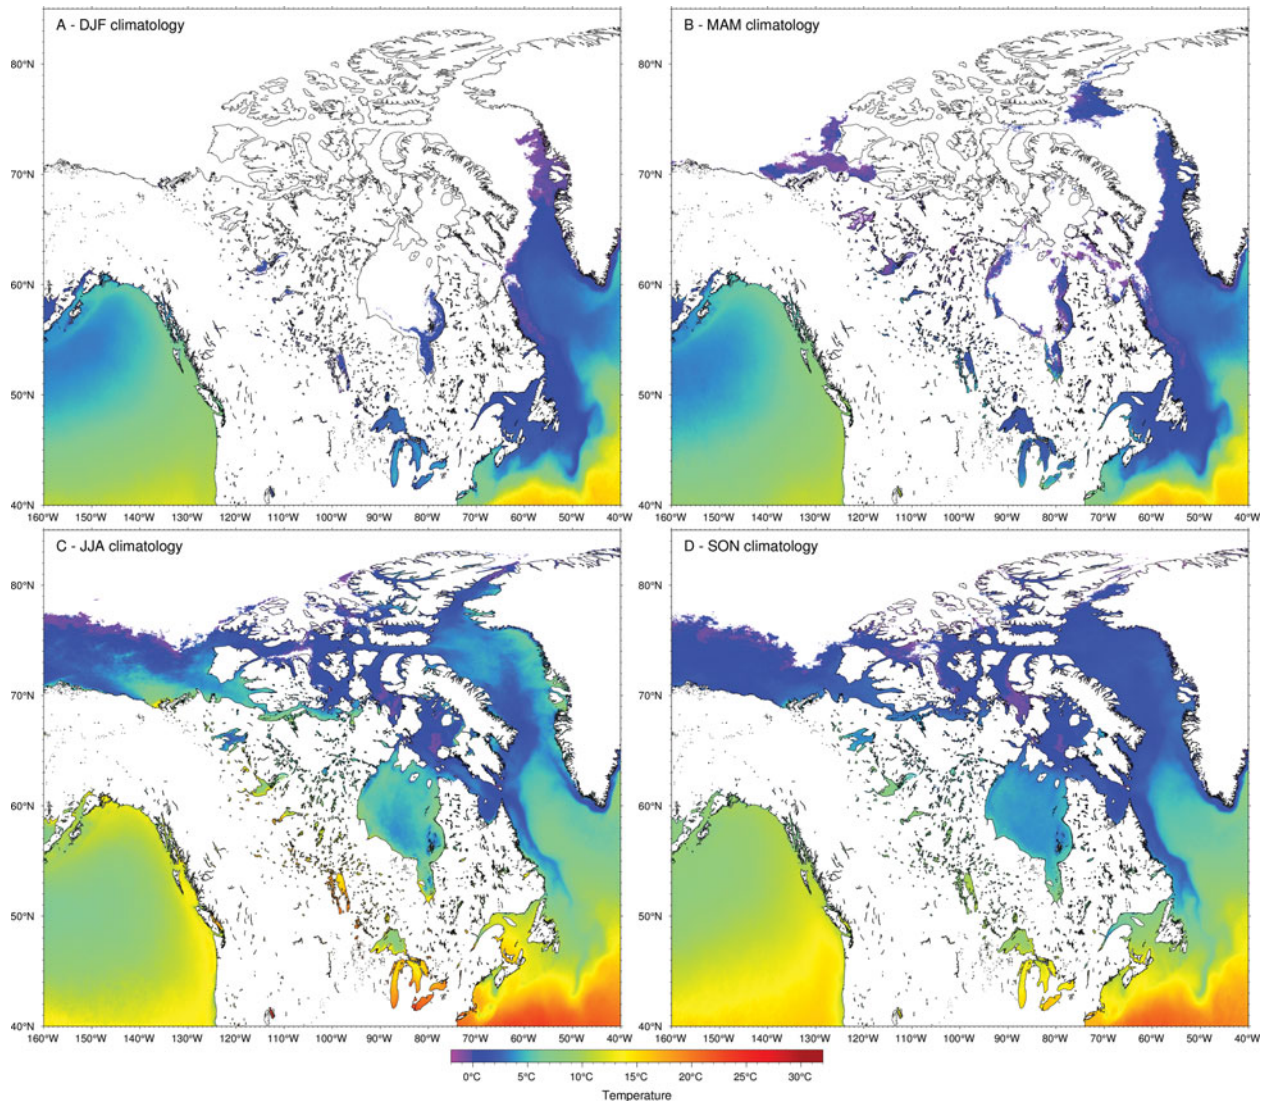 A - DJF climatology
B - MAM climatology
80°N
80°N
70°N
70°N
60°N
60°N
50°N
50°N
40°N
40°N
160°W 150°W 140°W 130°W 120°W 110°W 100°W 90°W 80°W 70°W 60°W 50°W 40°W
160°W 150°W 140°W 130°W 120°W 110°W 100°W 90°W 80°W 70°W 60°W 50°W 40°W
C - JJA climatology
D - SON climatology
80°N
80°N
70°N
70°N
60°N
60°N
50°N
50°N
40°N
40°N
160°W 150°W 140°W 130°W 120°W 110°W 100°W 90°W 80°W 70°W 60°W 50°W 40°W
160°W 150°W 140°W 130°W 120°W 110°W 100°W 90°W 80°W 70°W 60°W 50°W 40°W
0°C 5°C 10°C 15°C 20°C 25°C 30°C
Temperature